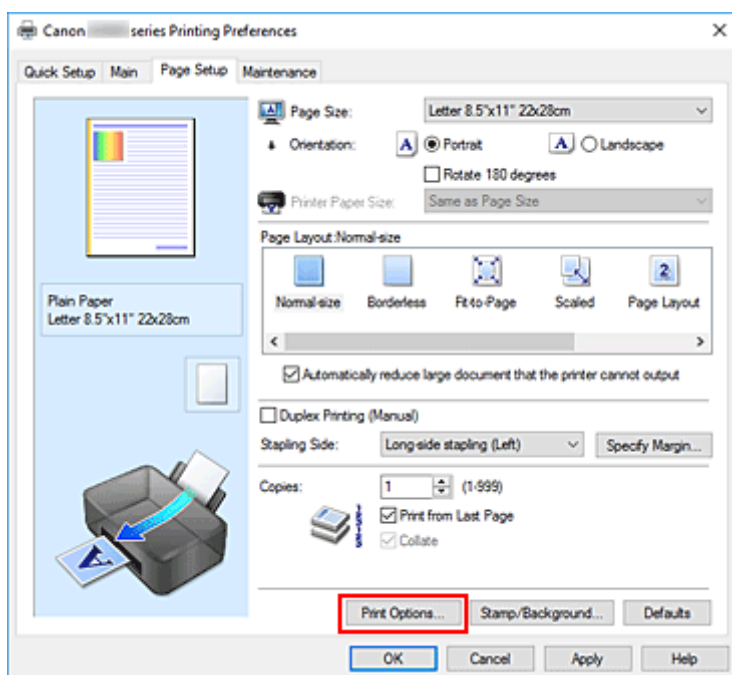 Canon series Printing Preferences
Quick Setup Main Page Setup Maintenance
Page Size: Letter 8.5"x11" 22x28cm
Orientation: A Portrait A Landscape
Rotate 180 degrees
Printer Paper Size: Same as Page Size
Page Layout:Normal-size
Normal-size Borderless Fit-to-Page Scaled Page Layout
Plain Paper
Letter 8.5"x11" 22x28cm
Automatically reduce large document that the printer cannot output
Duplex Printing (Manual)
Stapling Side: Long-side stapling (Left) Specify Margin...
Copies: 1 (1-999)
Print from Last Page
Collate
Print Options... Stamp/Background... Defaults
OK Cancel Apply Help